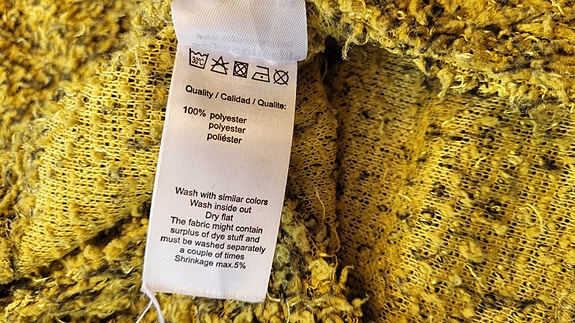 30°C
Quality / Calidad / Qualite:
100% polyester
polyester
poliéster
Wash with similar colors
Wash inside out
Dry flat
The fabric might contain
surplus of dye stuff and
must be washed separately
a couple of times
Shrinkage max.5%